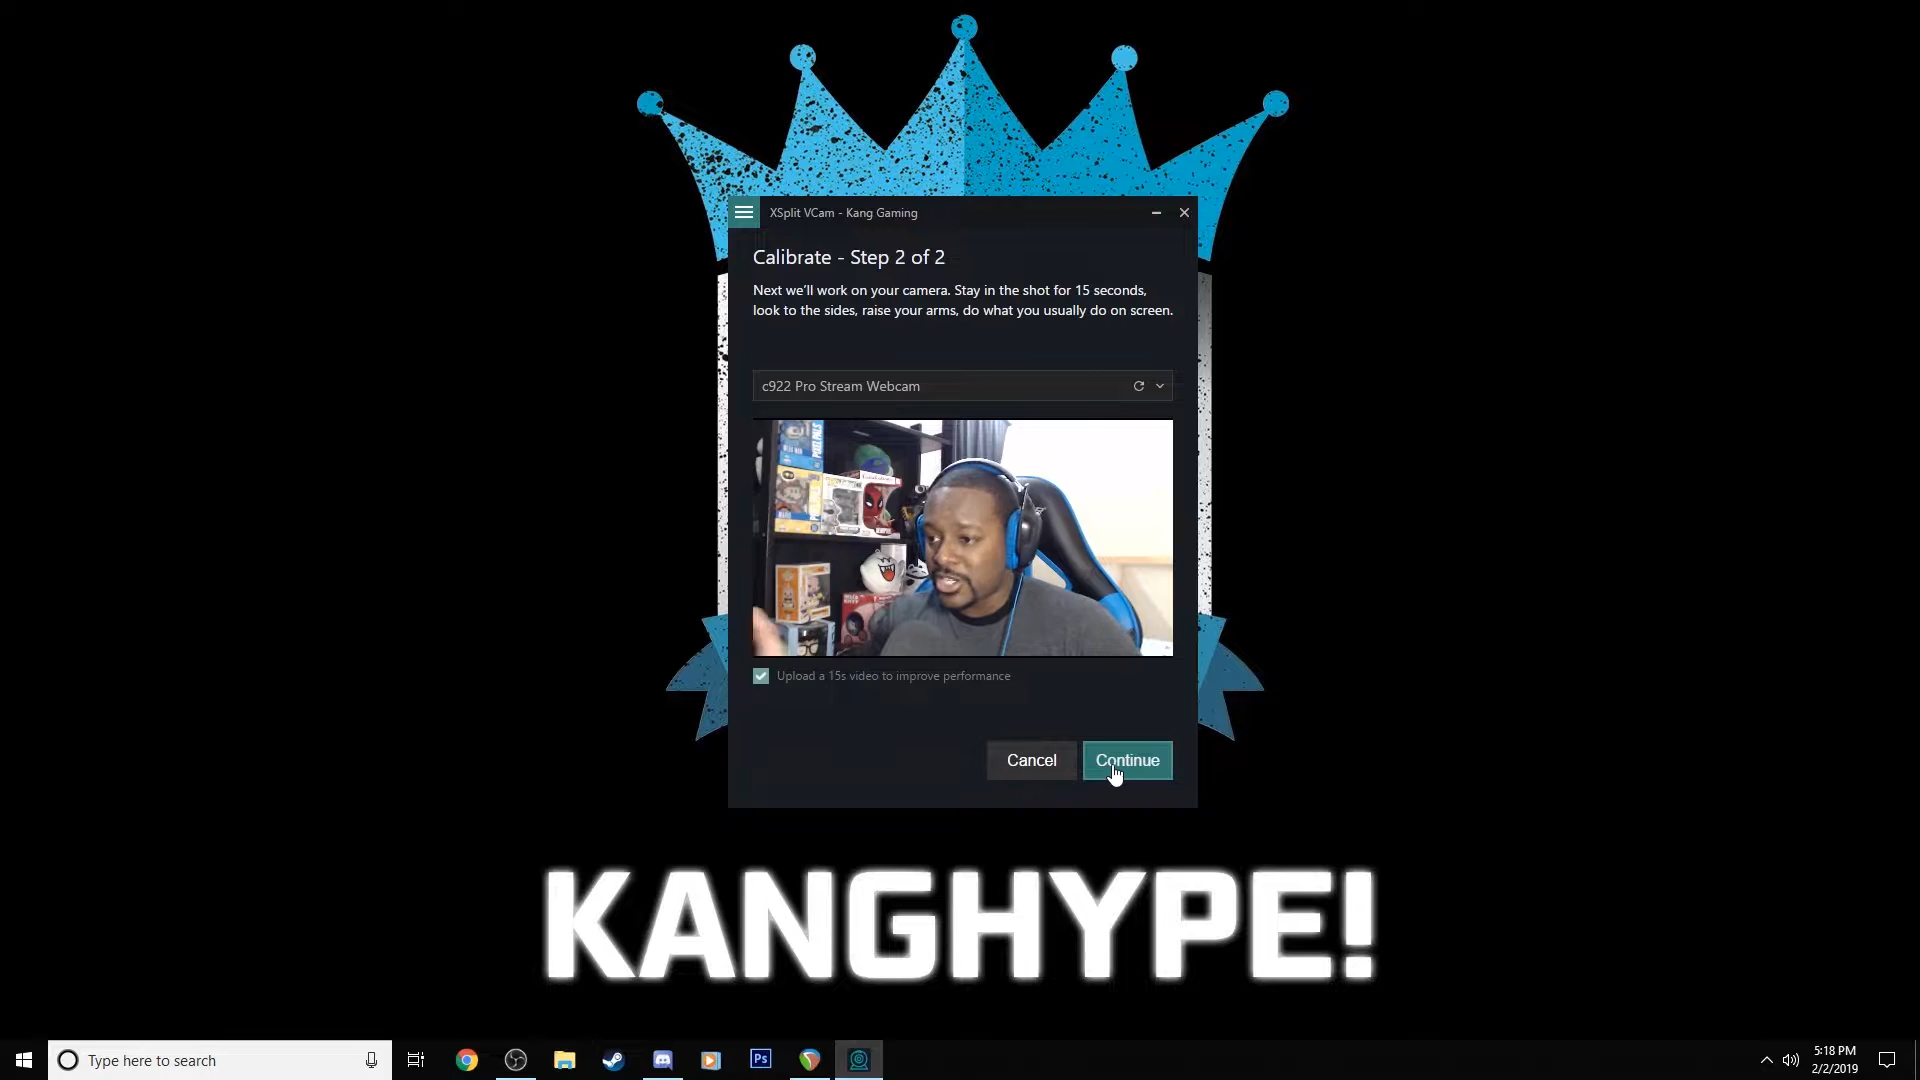 XSplit VCam - Kang Gaming
Calibrate - Step 2 of 2
Next we'll work on your camera. Stay in the shot for 15 seconds,
look to the sides, raise your arms, do what you usually do on screen.
c922 Pro Stream Webcam
PIXEL PALS
Upload a 15s video to improve performance
Cancel
Continue
KANGHYPE!
Type here to search
Ps
5:18 PM
2/2/2019